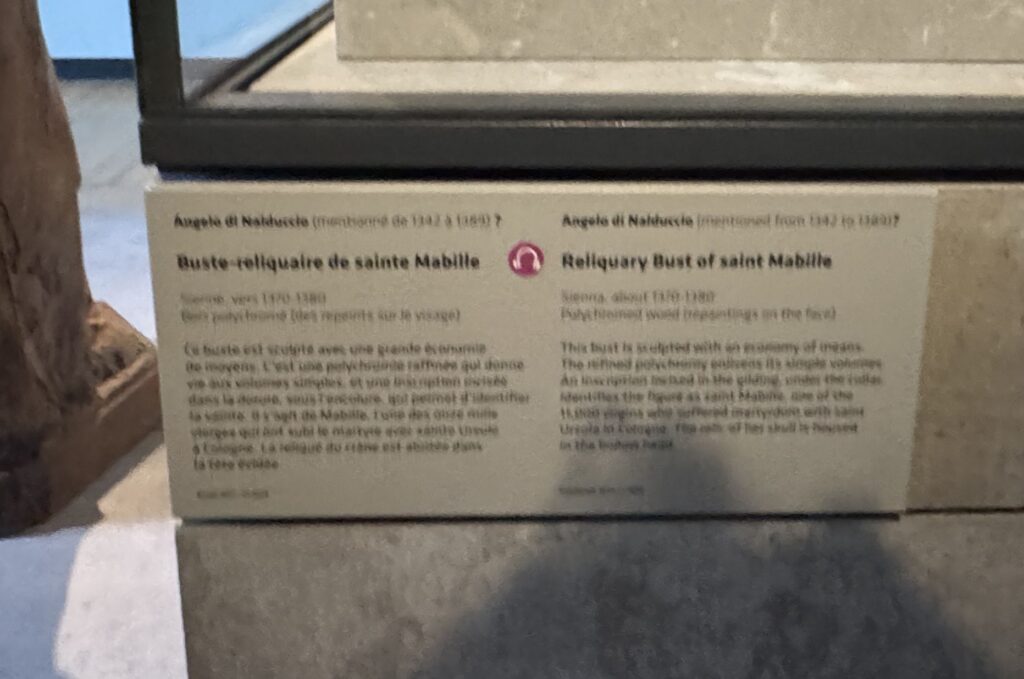 Angelo di Nalduccio (mentionné de 1342 à 1389) ?
Buste-reliquaire de sainte Mabille
Sienne, vers 1370-1380
Bois polychromé (des repeints sur le visage)
Ce buste est sculpté avec une grande économie
de moyens. C'est une polychromie raffinée qui donne
vie aux volumes simples, et une inscription incisée
dans la dorure, sous l'encolure, qui permet d'identifier
la sainte. Il s'agit de Mabille, l'une des onze mille
vierges qui ont subi le martyre avec sainte Ursule
à Cologne. La relique du crâne est abritée dans
la tête évidée.
Angelo di Nalduccio (mentioned from 1342 to 1389)?
Reliquary Bust of saint Mabille
Sienna, about 1370-1380
Polychromed wood (repaintings on the face)
This bust is sculpted with an economy of means.
The refined polychromy enlivens its simple volumes.
An inscription incised in the gilding, under the collar,
identifies the figure as saint Mabille, one of the
11,000 virgins who suffered martyrdom with saint
Ursula in Cologne. The relic of her skull is housed
in the hollow head.